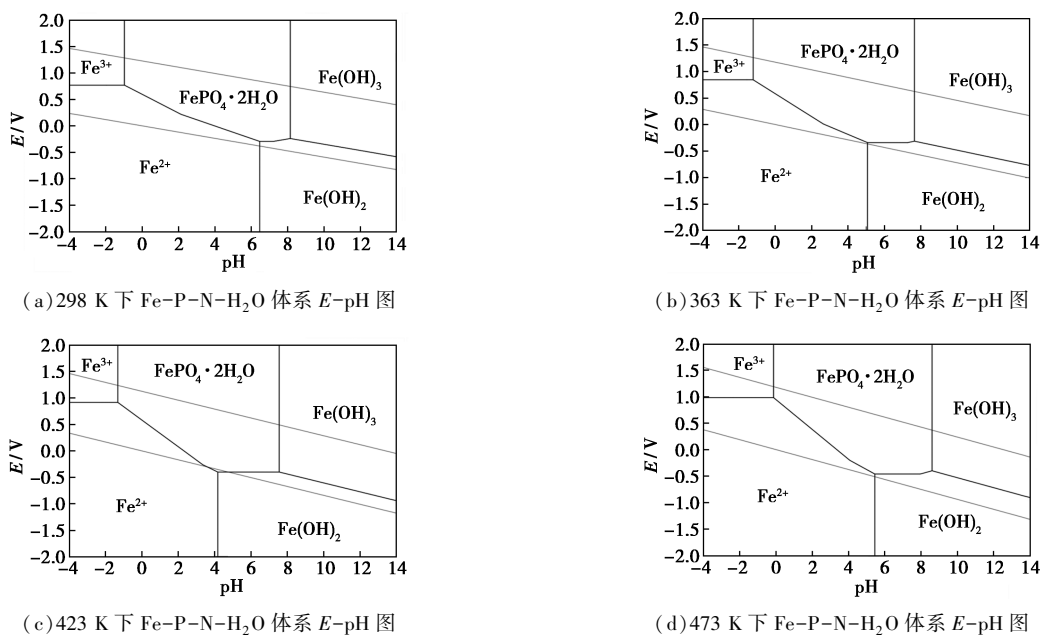 2.0
1.5
1.0
0.5
0.0
−0.5
−1.0
−1.5
−2.0
E/V
Fe³⁺
FePO₄·2H₂O
Fe(OH)₃
Fe²⁺
Fe(OH)₂
−4 −2 0 2 4 6 8 10 12 14
pH
(a)298 K 下 Fe-P-N-H₂O 体系 E-pH 图
2.0
1.5
1.0
0.5
0.0
−0.5
−1.0
−1.5
−2.0
E/V
FePO₄·2H₂O
Fe³⁺
Fe(OH)₃
Fe²⁺
Fe(OH)₂
−4 −2 0 2 4 6 8 10 12 14
pH
(b)363 K 下 Fe-P-N-H₂O 体系 E-pH 图
2.0
1.5
1.0
0.5
0.0
−0.5
−1.0
−1.5
−2.0
E/V
Fe³⁺
FePO₄·2H₂O
Fe(OH)₃
Fe²⁺
Fe(OH)₂
−4 −2 0 2 4 6 8 10 12 14
pH
(c)423 K 下 Fe-P-N-H₂O 体系 E-pH 图
2.0
1.5
1.0
0.5
0.0
−0.5
−1.0
−1.5
−2.0
E/V
Fe³⁺
FePO₄·2H₂O
Fe(OH)₃
Fe²⁺
Fe(OH)₂
−4 −2 0 2 4 6 8 10 12 14
pH
(d)473 K 下 Fe-P-N-H₂O 体系 E-pH 图